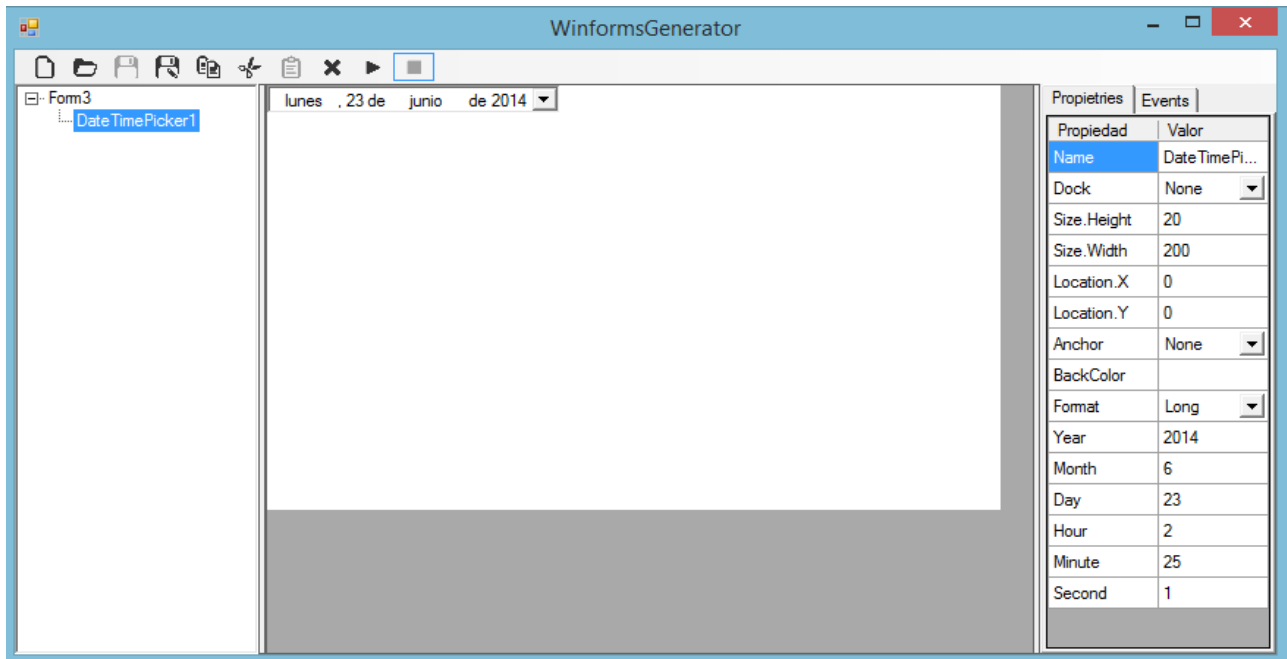 WinformsGenerator
Form3
DateTimePicker1
lunes , 23 de junio de 2014
Propietries Events
Propiedad Valor
Name DateTimePi...
Dock None
Size.Height 20
Size.Width 200
Location.X 0
Location.Y 0
Anchor None
BackColor
Format Long
Year 2014
Month 6
Day 23
Hour 2
Minute 25
Second 1